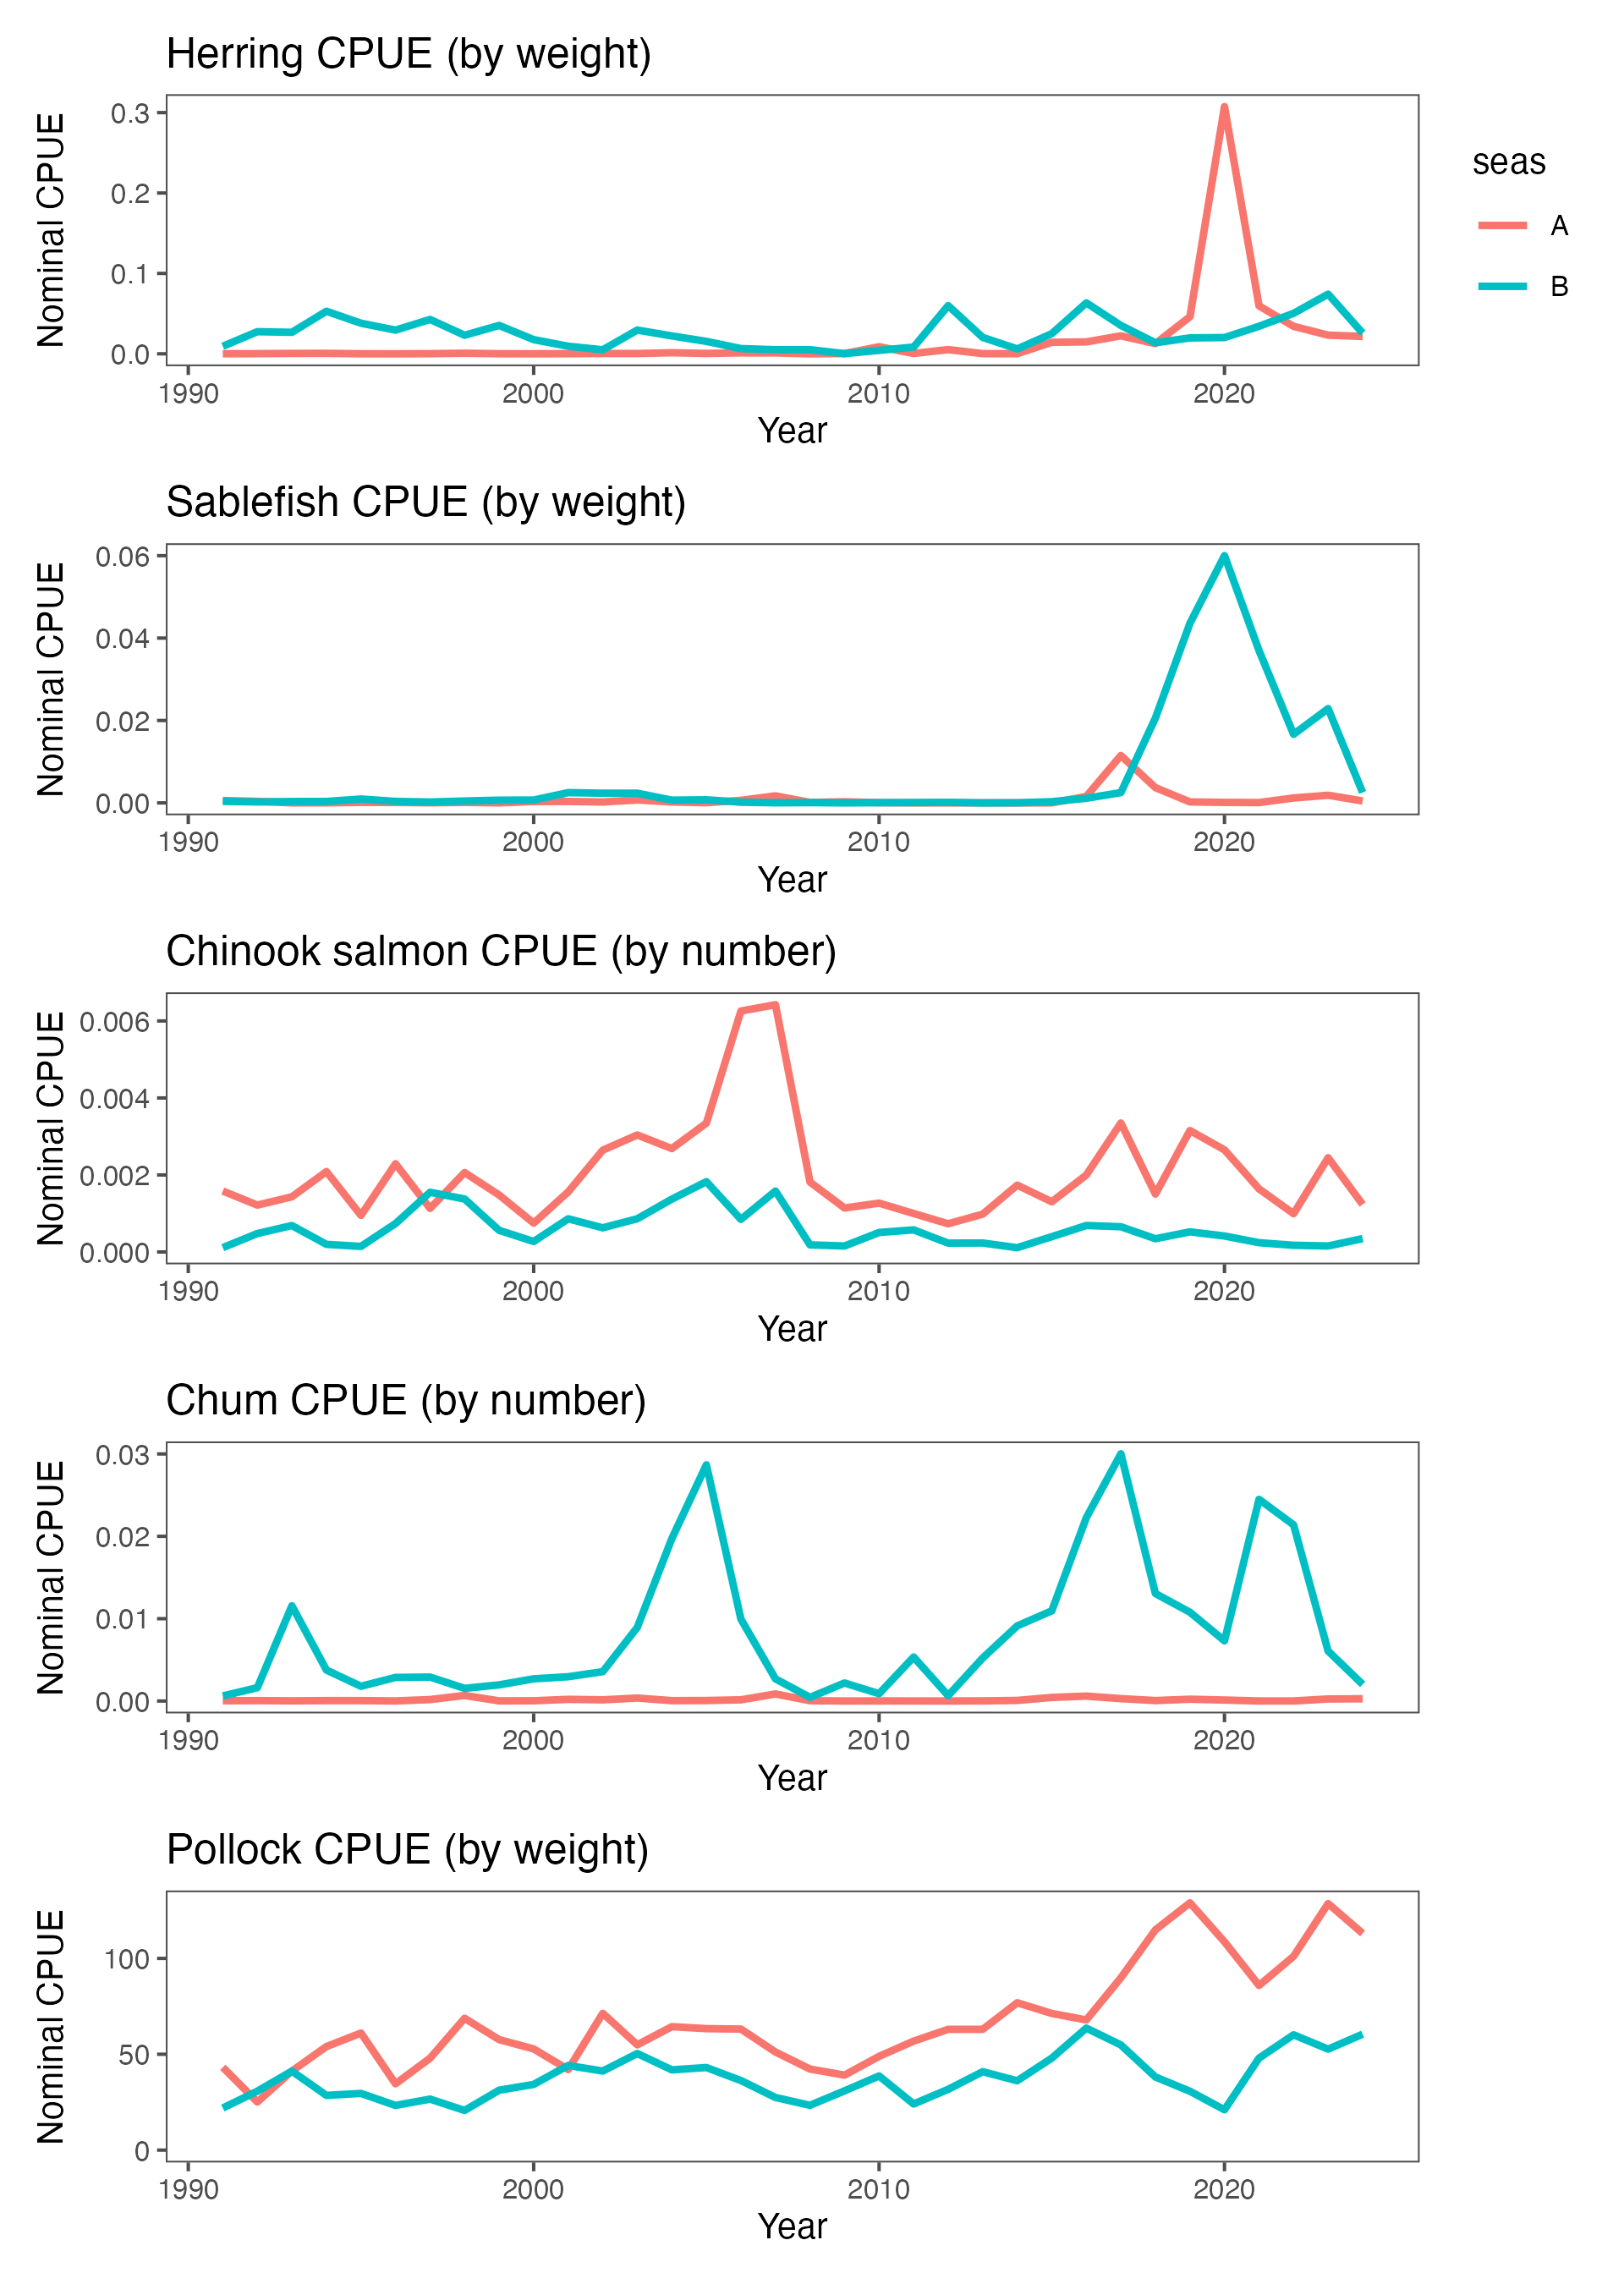 Herring CPUE (by weight)
Nominal CPUE
0.3
0.2
0.1
0.0
1990 2000 2010 2020
Year
seas
A
B
Sablefish CPUE (by weight)
Nominal CPUE
0.06
0.04
0.02
0.00
1990 2000 2010 2020
Year
Chinook salmon CPUE (by number)
Nominal CPUE
0.006
0.004
0.002
0.000
1990 2000 2010 2020
Year
Chum CPUE (by number)
Nominal CPUE
0.03
0.02
0.01
0.00
1990 2000 2010 2020
Year
Pollock CPUE (by weight)
Nominal CPUE
100
50
0
1990 2000 2010 2020
Year